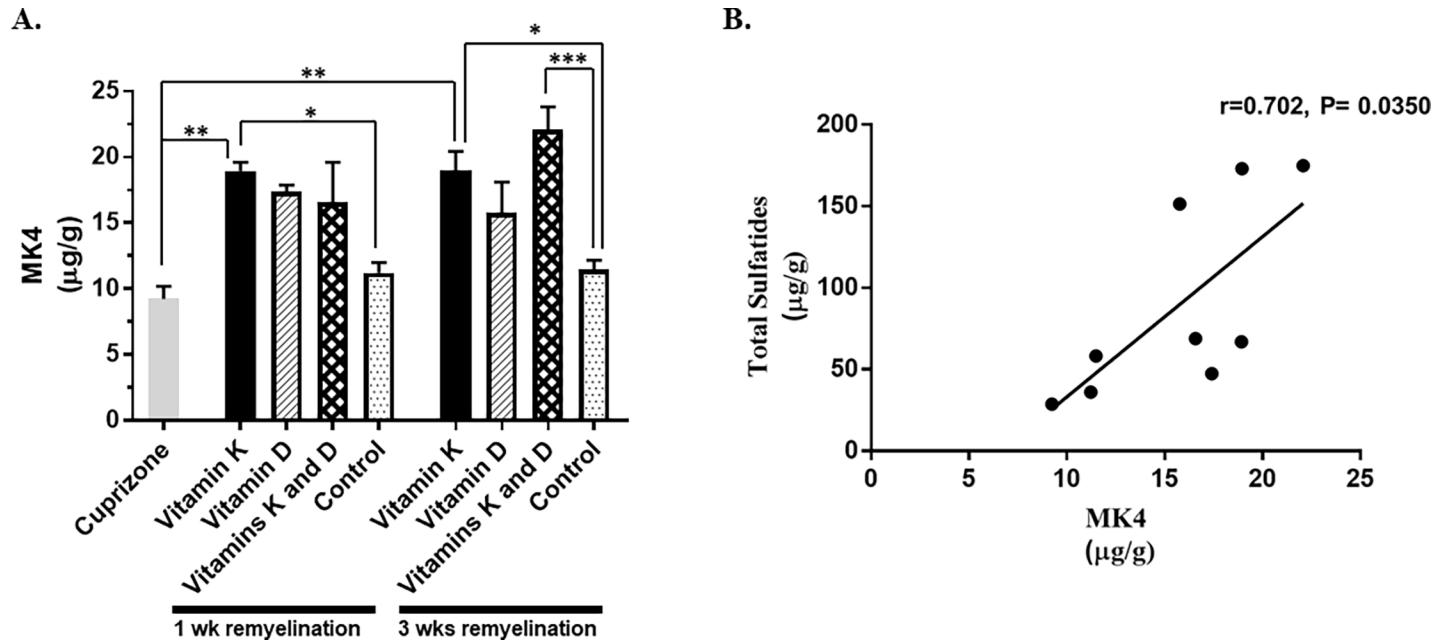 A.
*
***
**
**
*
25
20
15
10
5
0
MK4
(µg/g)
Cuprizone
Vitamin K
Vitamin D
Vitamins K and D
Control
Vitamin K
Vitamin D
Vitamins K and D
Control
1 wk remyelination
3 wks remyelination
B.
r=0.702, P= 0.0350
200
150
100
50
0
Total Sulfatides
(µg/g)
0
5
10
15
20
25
MK4
(µg/g)